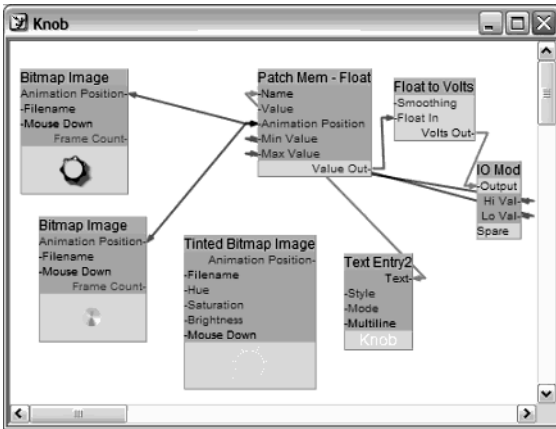 Knob
Bitmap Image
Animation Position-
-Filename
-Mouse Down
Frame Count-
Patch Mem - Float
-Name
-Value
-Animation Position
-Min Value
-Max Value
Value Out-
Float to Volts
-Smoothing
-Float In
Volts Out-
IO Mod
-Output
Hi Val-
Lo Val-
Spare
Bitmap Image
Animation Position-
-Filename
-Mouse Down
Frame Count-
Tinted Bitmap Image
Animation Position-
-Filename
-Hue
-Saturation
-Brightness
-Mouse Down
Text Entry2
Text-
-Style
-Mode
-Multiline
Knob